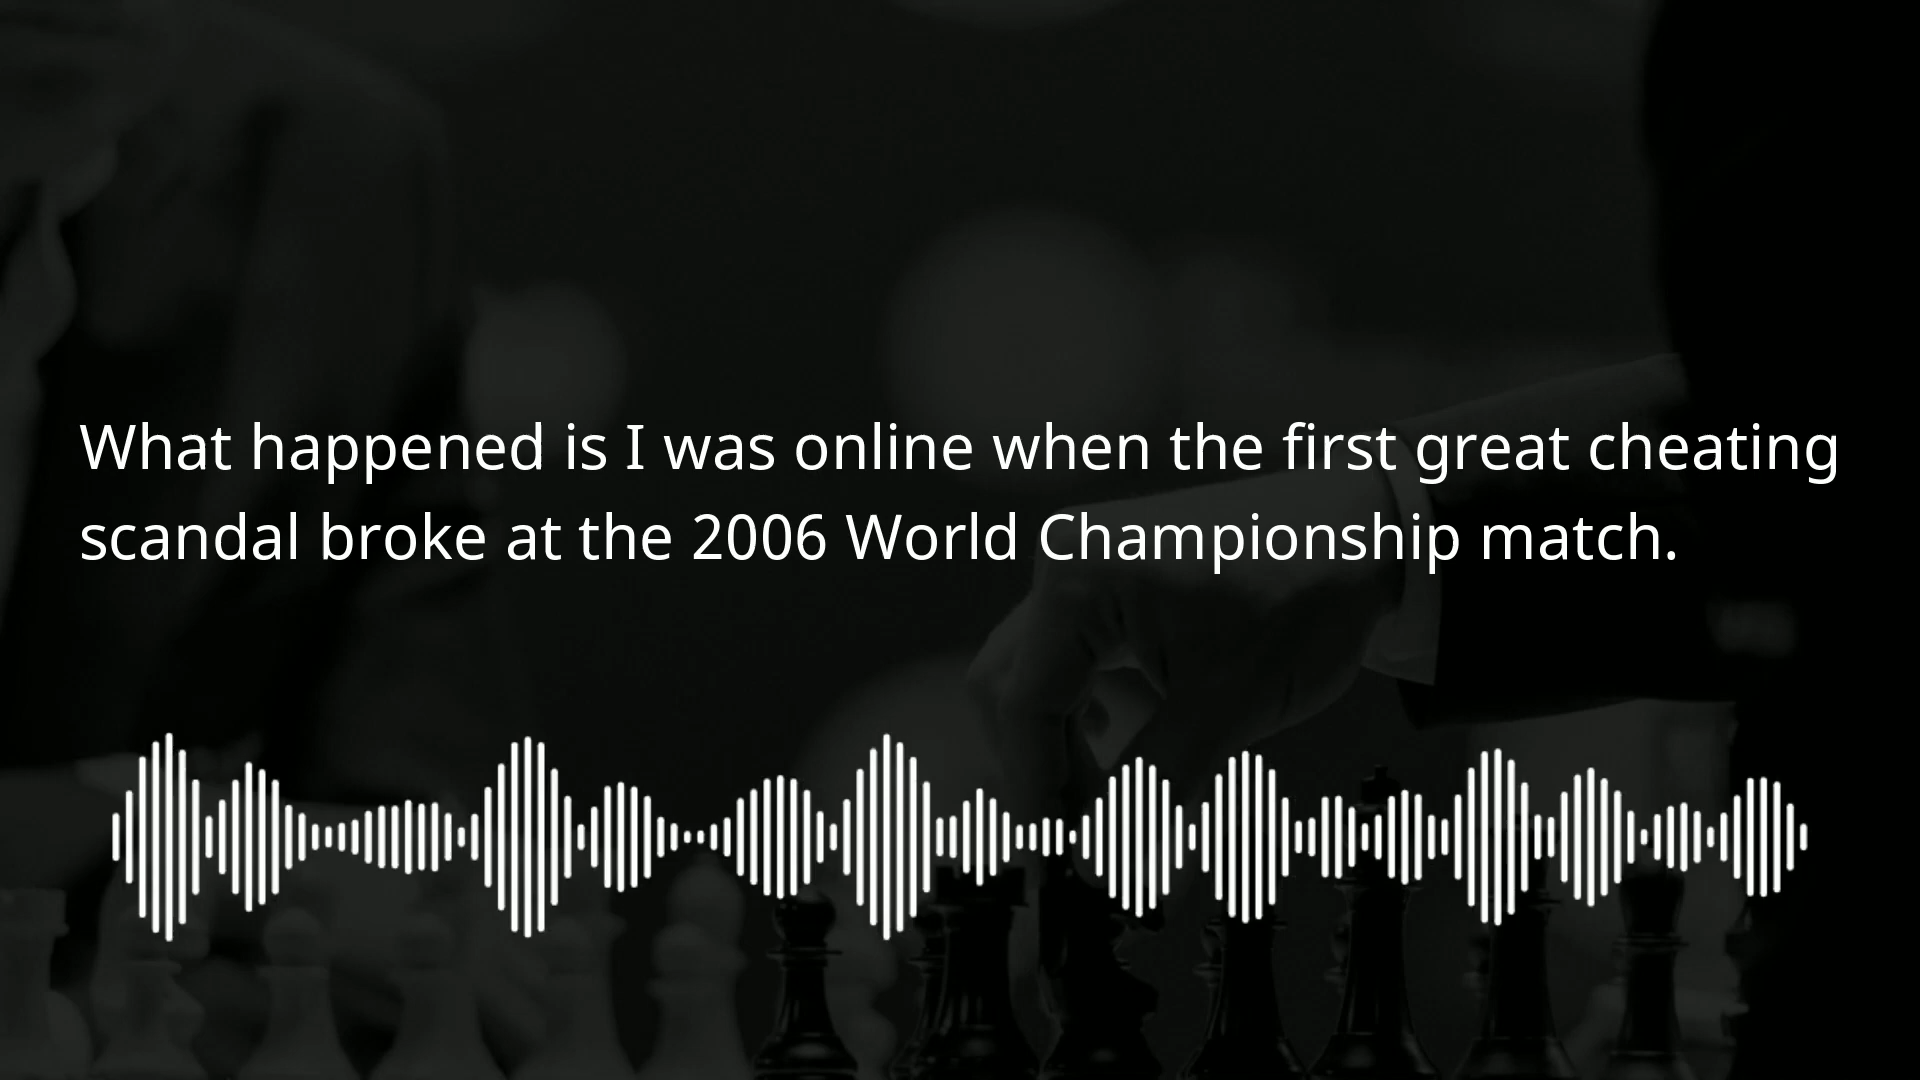 What happened is I was online when the first great cheating
scandal broke at the 2006 World Championship match.